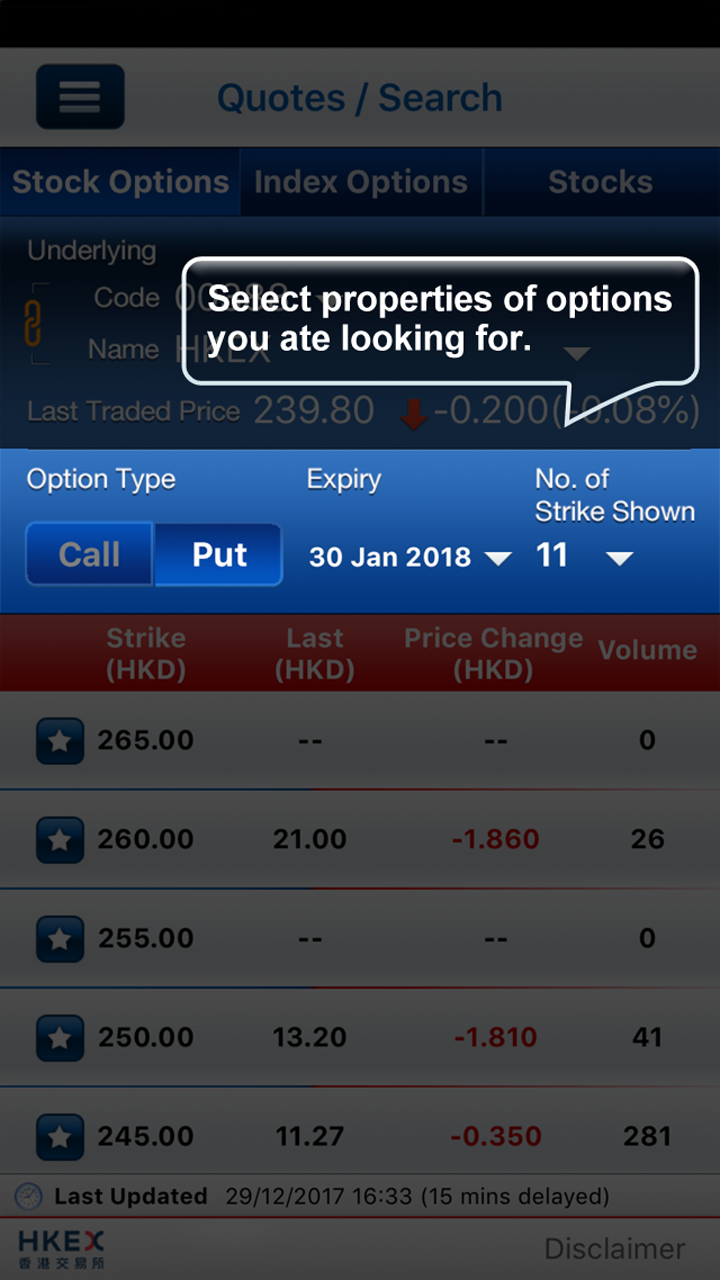 Quotes / Search
Stock Options Index Options Stocks
Underlying
Select properties of options
you ate looking for.
Code
Name HKEX
Last Traded Price 239.80 -0.200(-0.08%)
Option Type Expiry No. of
Strike Shown
Call Put 30 Jan 2018 11
Strike Last Price Change Volume
(HKD) (HKD) (HKD)
265.00 -- -- 0
260.00 21.00 -1.860 26
255.00 -- -- 0
250.00 13.20 -1.810 41
245.00 11.27 -0.350 281
Last Updated 29/12/2017 16:33 (15 mins delayed)
HKEX
香港交易所
Disclaimer